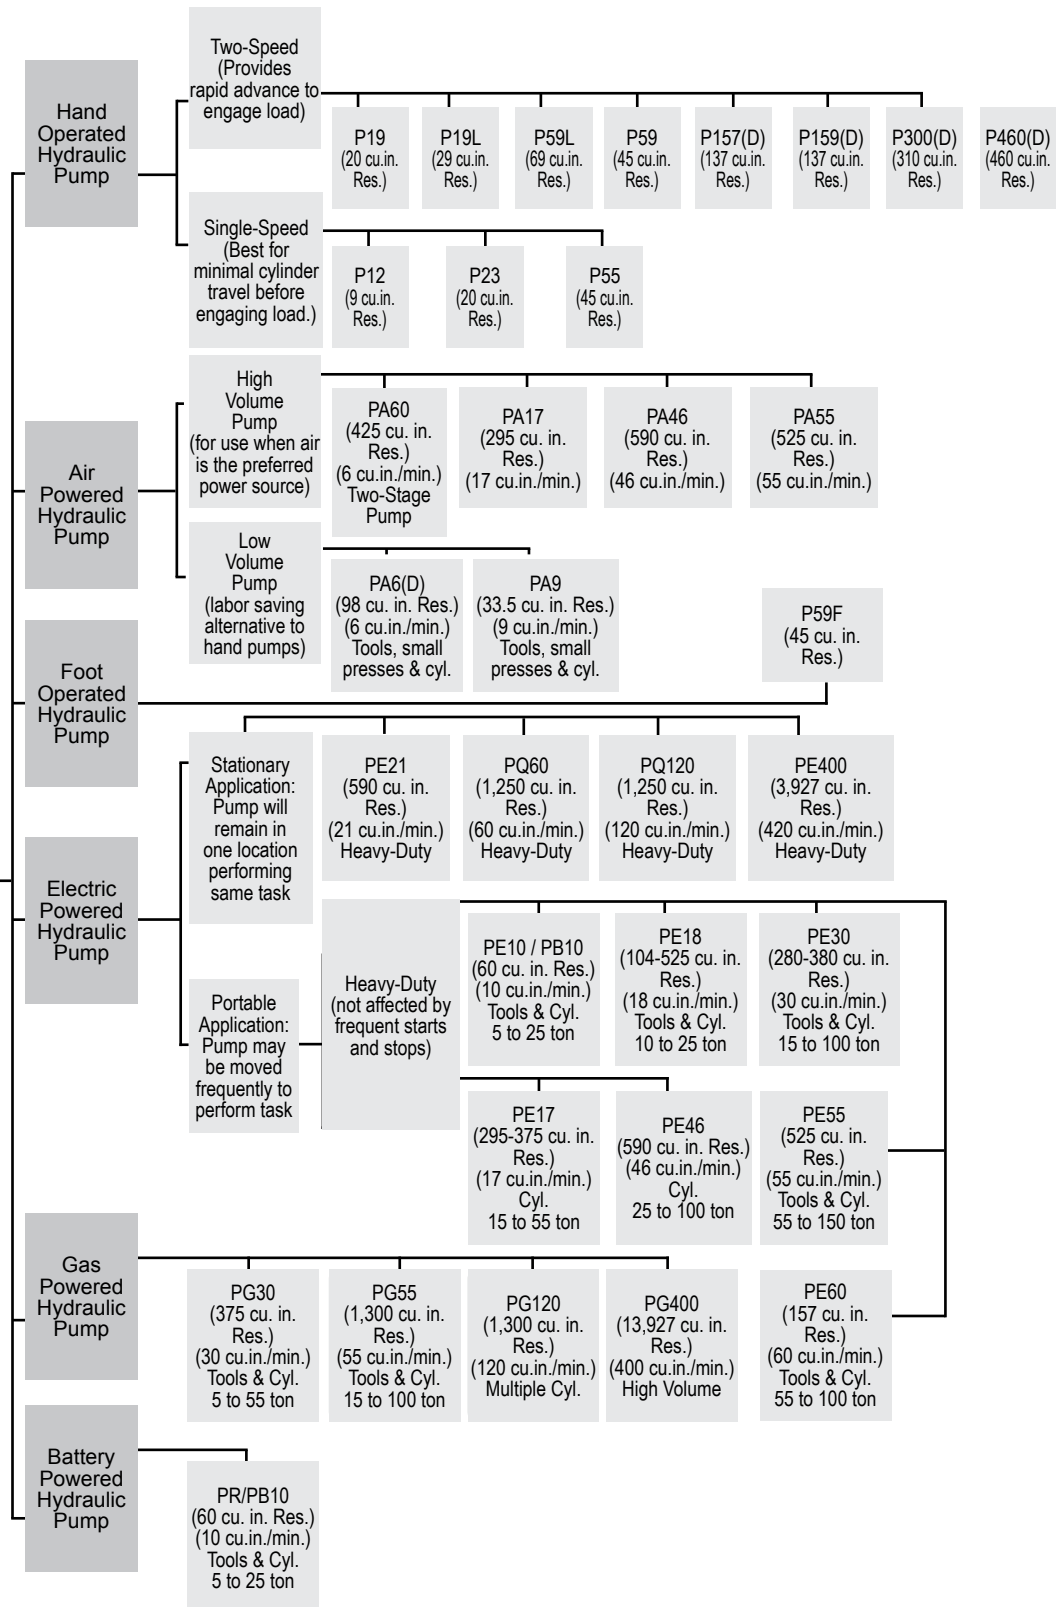 Hand
Operated
Hydraulic
Pump
Two-Speed
(Provides
rapid advance to
engage load)
P19
(20 cu.in.
Res.)
P19L
(29 cu.in.
Res.)
P59L
(69 cu.in.
Res.)
P59
(45 cu.in.
Res.)
P157(D)
(137 cu.in.
Res.)
P159(D)
(137 cu.in.
Res.)
P300(D)
(310 cu.in.
Res.)
P460(D)
(460 cu.in.
Res.)
Single-Speed
(Best for
minimal cylinder
travel before
engaging load.)
P12
(9 cu.in.
Res.)
P23
(20 cu.in.
Res.)
P55
(45 cu.in.
Res.)
Air
Powered
Hydraulic
Pump
High
Volume
Pump
(for use when air
is the preferred
power source)
PA60
(425 cu. in.
Res.)
(6 cu.in./min.)
Two-Stage
Pump
PA17
(295 cu. in.
Res.)
(17 cu.in./min.)
PA46
(590 cu. in.
Res.)
(46 cu.in./min.)
PA55
(525 cu. in.
Res.)
(55 cu.in./min.)
Low
Volume
Pump
(labor saving
alternative to
hand pumps)
PA6(D)
(98 cu. in. Res.)
(6 cu.in./min.)
Tools, small
presses & cyl.
PA9
(33.5 cu. in. Res.)
(9 cu.in./min.)
Tools, small
presses & cyl.
Foot
Operated
Hydraulic
Pump
P59F
(45 cu. in.
Res.)
Electric
Powered
Hydraulic
Pump
Stationary
Application:
Pump will
remain in
one location
performing
same task
PE21
(590 cu. in.
Res.)
(21 cu.in./min.)
Heavy-Duty
PQ60
(1,250 cu. in.
Res.)
(60 cu.in./min.)
Heavy-Duty
PQ120
(1,250 cu. in.
Res.)
(120 cu.in./min.)
Heavy-Duty
PE400
(3,927 cu. in.
Res.)
(420 cu.in./min.)
Heavy-Duty
Portable
Application:
Pump may
be moved
frequently to
perform task
Heavy-Duty
(not affected by
frequent starts
and stops)
PE10 / PB10
(60 cu. in. Res.)
(10 cu.in./min.)
Tools & Cyl.
5 to 25 ton
PE18
(104-525 cu. in.
Res.)
(18 cu.in./min.)
Tools & Cyl.
10 to 25 ton
PE30
(280-380 cu. in.
Res.)
(30 cu.in./min.)
Tools & Cyl.
15 to 100 ton
PE17
(295-375 cu. in.
Res.)
(17 cu.in./min.)
Cyl.
15 to 55 ton
PE46
(590 cu. in. Res.)
(46 cu.in./min.)
Cyl.
25 to 100 ton
PE55
(525 cu. in.
Res.)
(55 cu.in./min.)
Tools & Cyl.
55 to 150 ton
PE60
(157 cu. in.
Res.)
(60 cu.in./min.)
Tools & Cyl.
55 to 100 ton
Gas
Powered
Hydraulic
Pump
PG30
(375 cu. in.
Res.)
(30 cu.in./min.)
Tools & Cyl.
5 to 55 ton
PG55
(1,300 cu. in.
Res.)
(55 cu.in./min.)
Tools & Cyl.
15 to 100 ton
PG120
(1,300 cu. in.
Res.)
(120 cu.in./min.)
Multiple Cyl.
PG400
(13,927 cu. in.
Res.)
(400 cu.in./min.)
High Volume
Battery
Powered
Hydraulic
Pump
PR/PB10
(60 cu. in. Res.)
(10 cu.in./min.)
Tools & Cyl.
5 to 25 ton